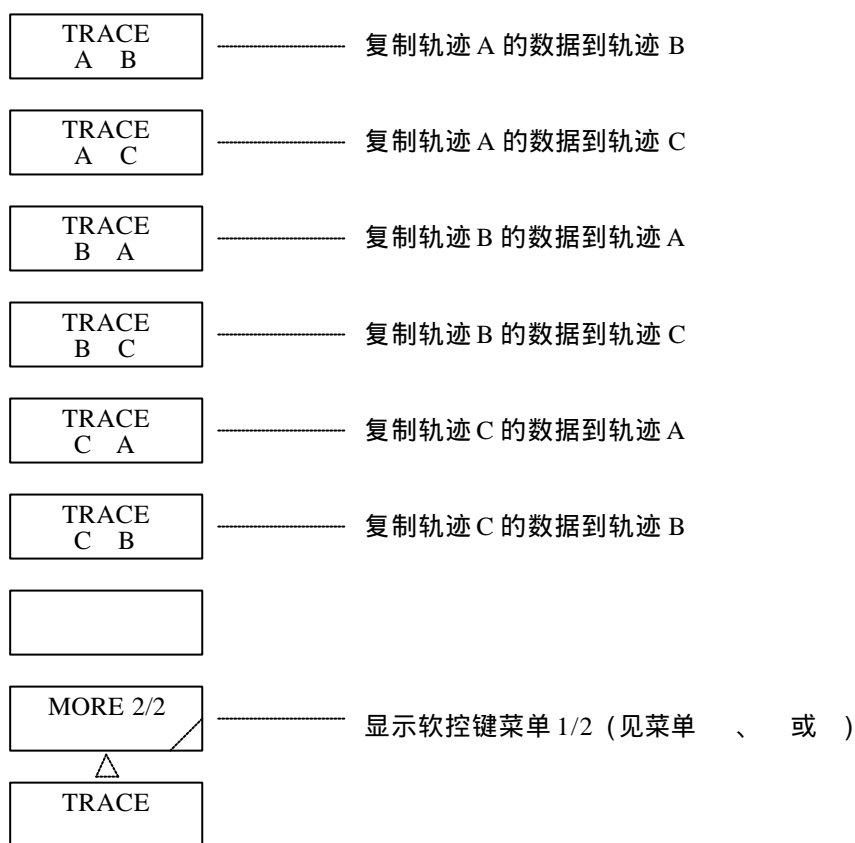 TRACE
A B
复制轨迹 A 的数据到轨迹 B
TRACE
A C
复制轨迹 A 的数据到轨迹 C
TRACE
B A
复制轨迹 B 的数据到轨迹 A
TRACE
B C
复制轨迹 B 的数据到轨迹 C
TRACE
C A
复制轨迹 C 的数据到轨迹 A
TRACE
C B
复制轨迹 C 的数据到轨迹 B
MORE 2/2
显示软控键菜单 1/2 (见菜单 、 或 )
TRACE